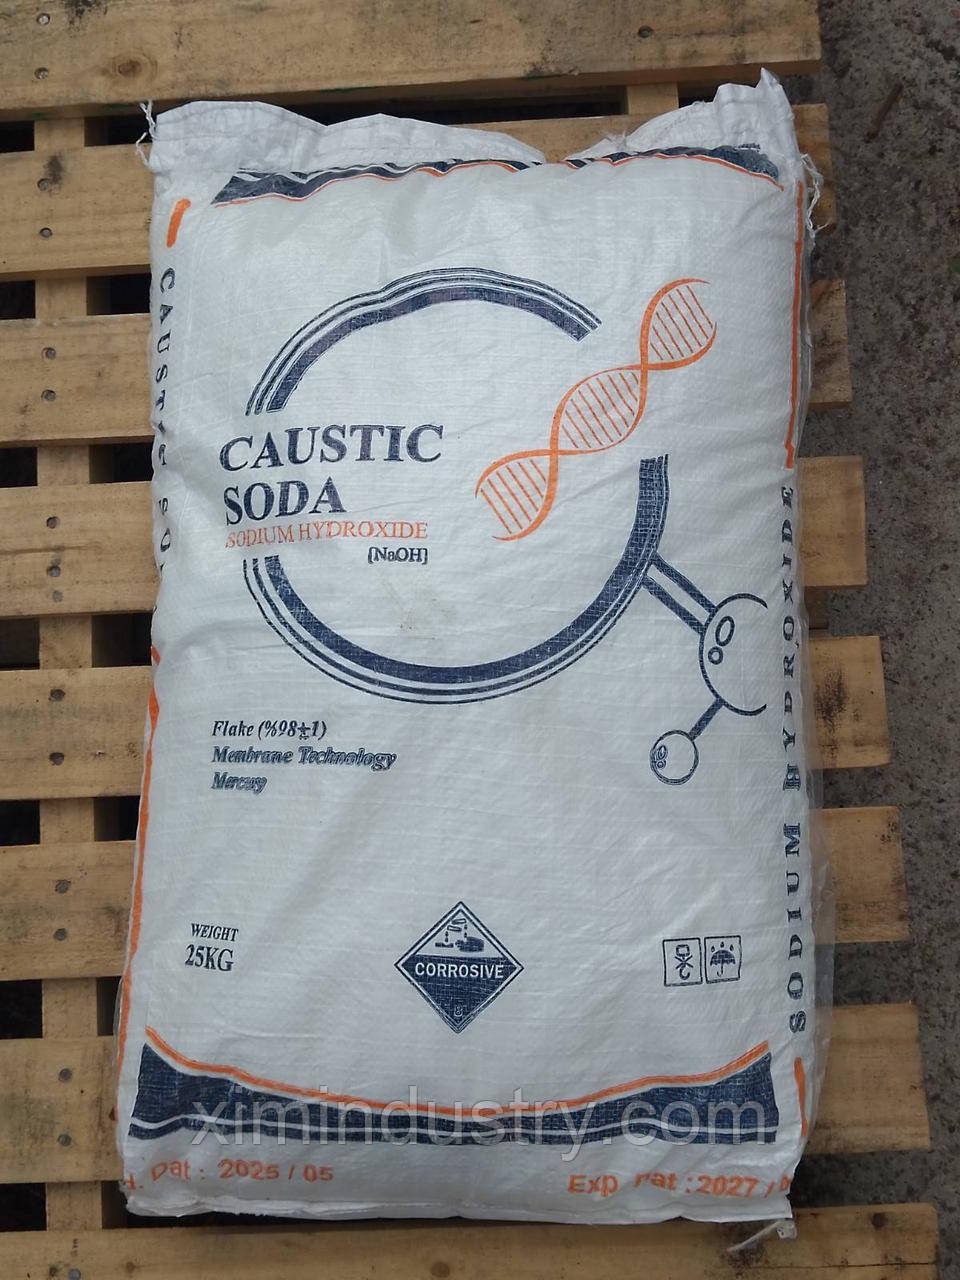 CAUSTIC
SODA
SODIUM HYDROXIDE
[NaOH]
Flake (%98±1)
Membrane Technology
Mercury
WEIGHT
25KG
CORROSIVE
8
CAUSTIC SO
SODIUM HYDROXIDE
ximindustry.com
Dat : 2025 / 05
Exp Dat : 2027 /